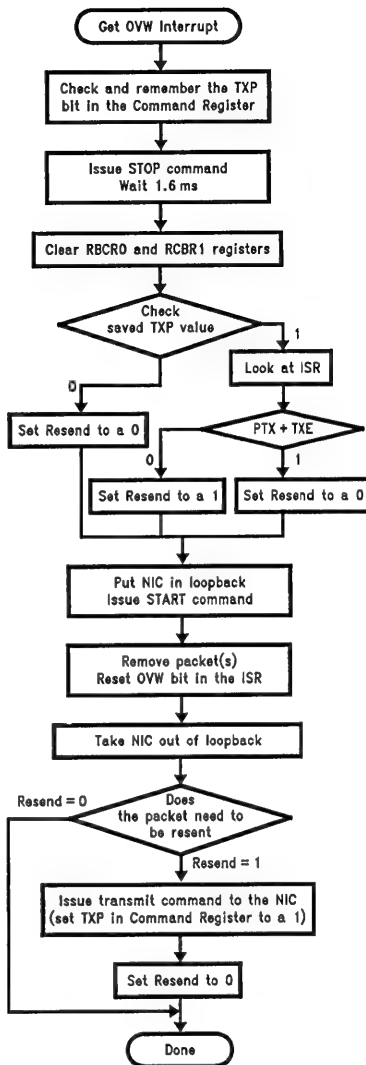 Get OVW Interrupt
Check and remember the TXP
bit in the Command Register
Issue STOP command
Wait 1.6 ms
Clear RBCR0 and RCBR1 registers
Check
saved TXP value
1
Look at ISR
0
Set Resend to a 0
PTX + TXE
0
1
Set Resend to a 1
Set Resend to a 0
Put NIC in loopback
Issue START command
Remove packet(s)
Reset OVW bit in the ISR
Take NIC out of loopback
Resend = 0
Does
the packet need to
be resent
Resend = 1
Issue transmit command to the NIC
(set TXP in Command Register to a 1)
Set Resend to 0
Done